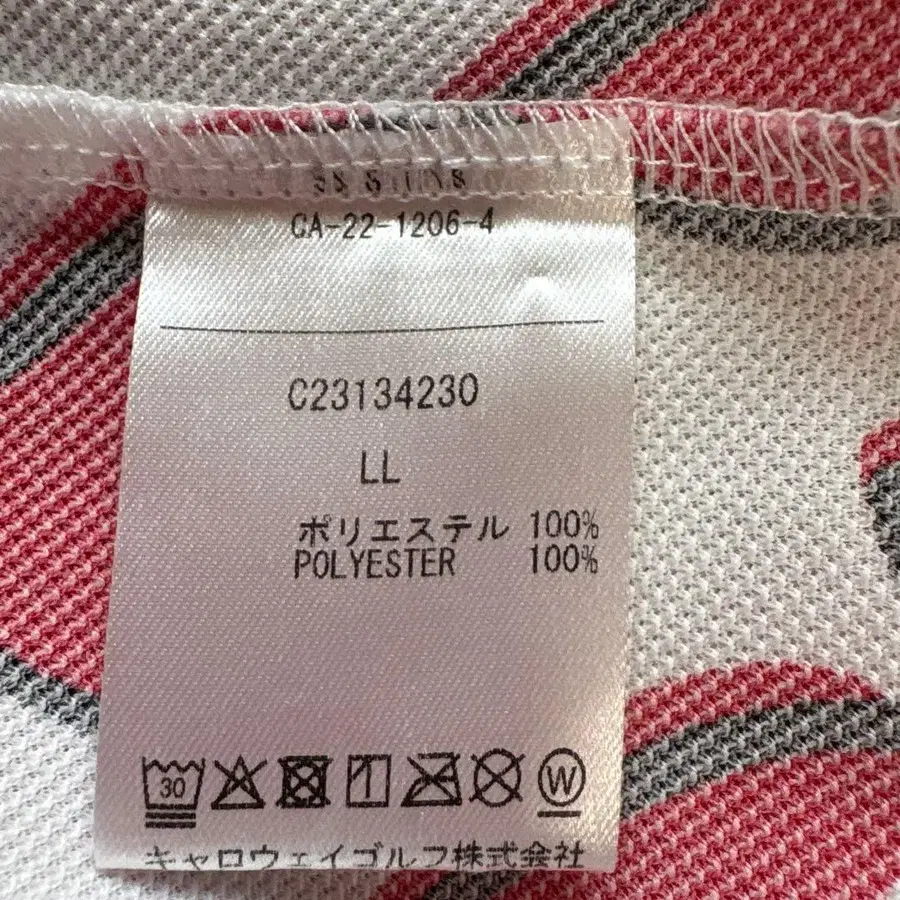 CA-22-1206-4
C23134230
LL
ポリエステル 100%
POLYESTER 100%
30
W
キャロウェイゴルフ株式会社